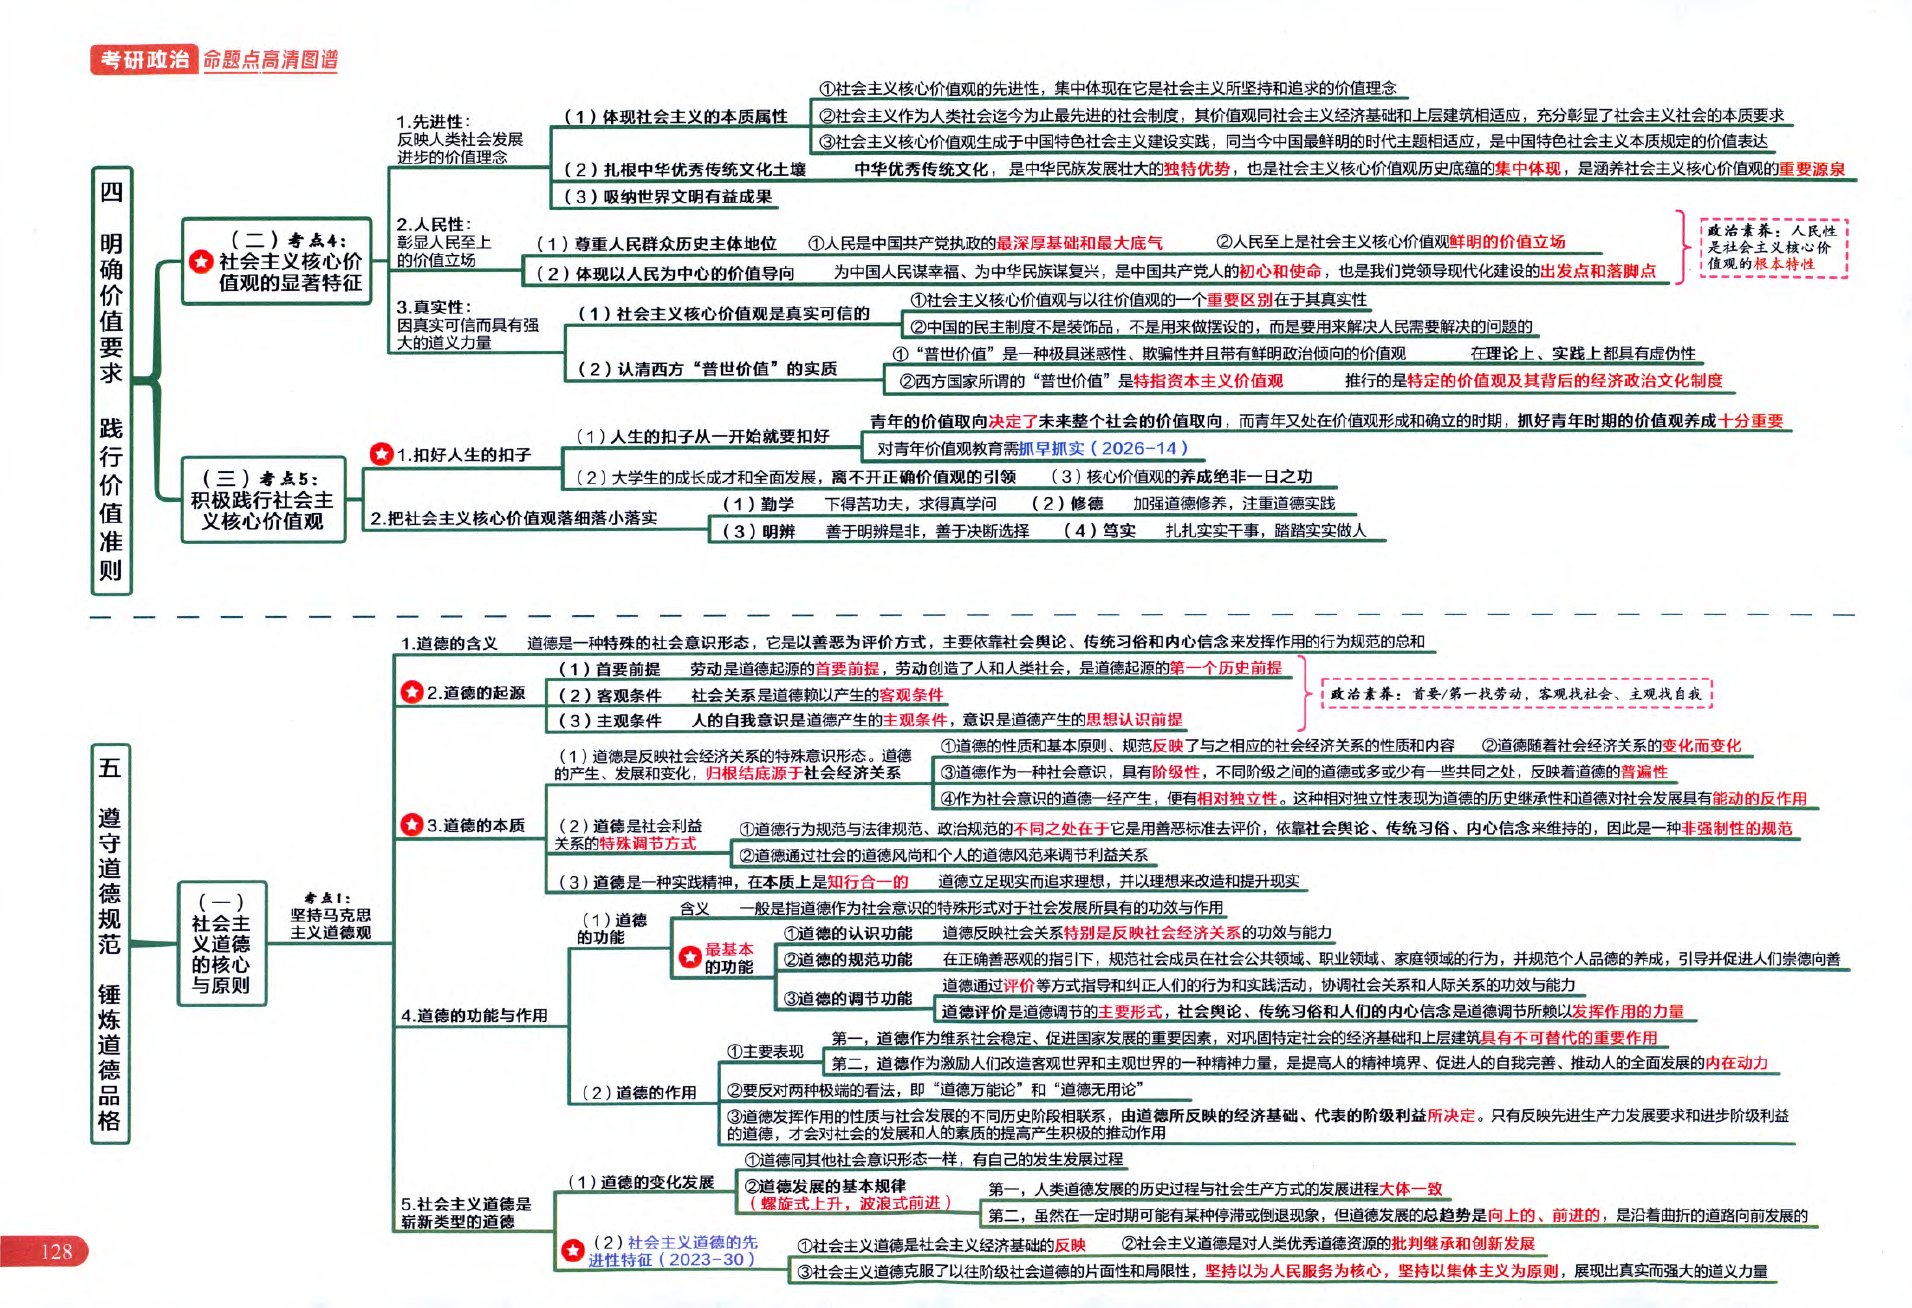 考研政治 命题点高清图谱
四 明确价值要求 践行价值准则
（二）考点4：
社会主义核心价
值观的显著特征
1.先进性：
反映人类社会发展
进步的价值理念
（1）体现社会主义的本质属性
①社会主义核心价值观的先进性，集中体现在它是社会主义所坚持和追求的价值理念
②社会主义作为人类社会迄今为止最先进的社会制度，其价值观同社会主义经济基础和上层建筑相适应，充分彰显了社会主义社会的本质要求
③社会主义核心价值观生成于中国特色社会主义建设实践，同当今中国最鲜明的时代主题相适应，是中国特色社会主义本质规定的价值表达
（2）扎根中华优秀传统文化土壤 中华优秀传统文化，是中华民族发展壮大的独特优势，也是社会主义核心价值观历史底蕴的集中体现，是涵养社会主义核心价值观的重要源泉
（3）吸纳世界文明有益成果
2.人民性：
彰显人民至上
的价值立场
（1）尊重人民群众历史主体地位 ①人民是中国共产党执政的最深厚基础和最大底气 ②人民至上是社会主义核心价值观鲜明的价值立场
（2）体现以人民为中心的价值导向 为中国人民谋幸福、为中华民族谋复兴，是中国共产党人的初心和使命，也是我们党领导现代化建设的出发点和落脚点
政治素养：人民性
是社会主义核心价
值观的根本特性
3.真实性：
因真实可信而具有强
大的道义力量
（1）社会主义核心价值观是真实可信的
①社会主义核心价值观与以往价值观的一个重要区别在于其真实性
②中国的民主制度不是装饰品，不是用来做摆设的，而是要用来解决人民需要解决的问题的
（2）认清西方“普世价值”的实质
①“普世价值”是一种极具迷惑性、欺骗性并且带有鲜明政治倾向的价值观 在理论上、实践上都具有虚伪性
②西方国家所谓的“普世价值”是特指资本主义价值观 推行的是特定的价值观及其背后的经济政治文化制度
（三）考点5：
积极践行社会主
义核心价值观
1.扣好人生的扣子
（1）人生的扣子从一开始就要扣好
青年的价值取向决定了未来整个社会的价值取向，而青年又处在价值观形成和确立的时期，抓好青年时期的价值观养成十分重要
对青年价值观教育需抓早抓实（2026-14）
（2）大学生的成长成才和全面发展，离不开正确价值观的引领 （3）核心价值观的养成绝非一日之功
2.把社会主义核心价值观落细落小落实
（1）勤学 下得苦功夫，求得真学问 （2）修德 加强道德修养，注重道德实践
（3）明辨 善于明辨是非，善于决断选择 （4）笃实 扎扎实实干事，踏踏实实做人
五 遵守道德规范 锤炼道德品格
（一）
社会主
义道德
的核心
与原则
考点1：
坚持马克思
主义道德观
1.道德的含义 道德是一种特殊的社会意识形态，它是以善恶为评价方式，主要依靠社会舆论、传统习俗和内心信念来发挥作用的行为规范的总和
2.道德的起源
（1）首要前提 劳动是道德起源的首要前提，劳动创造了人和人类社会，是道德起源的第一个历史前提
（2）客观条件 社会关系是道德赖以产生的客观条件
（3）主观条件 人的自我意识是道德产生的主观条件，意识是道德产生的思想认识前提
政治素养：首要/第一找劳动，客观找社会、主观找自我
3.道德的本质
（1）道德是反映社会经济关系的特殊意识形态。道德
的产生、发展和变化，归根结底源于社会经济关系
①道德的性质和基本原则、规范反映了与之相应的社会经济关系的性质和内容 ②道德随着社会经济关系的变化而变化
③道德作为一种社会意识，具有阶级性，不同阶级之间的道德或多或少有一些共同之处，反映着道德的普遍性
④作为社会意识的道德一经产生，便有相对独立性。这种相对独立性表现为道德的历史继承性和道德对社会发展具有能动的反作用
（2）道德是社会利益
关系的特殊调节方式
①道德行为规范与法律规范、政治规范的不同之处在于它是用善恶标准去评价，依靠社会舆论、传统习俗、内心信念来维持的，因此是一种非强制性的规范
②道德通过社会的道德风尚和个人的道德风范来调节利益关系
（3）道德是一种实践精神，在本质上是知行合一的 道德立足现实而追求理想，并以理想来改造和提升现实
4.道德的功能与作用
（1）道德
的功能
含义 一般是指道德作为社会意识的特殊形式对于社会发展所具有的功效与作用
最基本
的功能
①道德的认识功能 道德反映社会关系特别是反映社会经济关系的功效与能力
②道德的规范功能 在正确善恶观的指引下，规范社会成员在社会公共领域、职业领域、家庭领域的行为，并规范个人品德的养成，引导并促进人们崇德向善
③道德的调节功能
道德通过评价等方式指导和纠正人们的行为和实践活动，协调社会关系和人际关系的功效与能力
道德评价是道德调节的主要形式，社会舆论、传统习俗和人们的内心信念是道德调节所赖以发挥作用的力量
（2）道德的作用
①主要表现
第一，道德作为维系社会稳定、促进国家发展的重要因素，对巩固特定社会的经济基础和上层建筑具有不可替代的重要作用
第二，道德作为激励人们改造客观世界和主观世界的一种精神力量，是提高人的精神境界、促进人的自我完善、推动人的全面发展的内在动力
②要反对两种极端的看法，即“道德万能论”和“道德无用论”
③道德发挥作用的性质与社会发展的不同历史阶段相联系，由道德所反映的经济基础、代表的阶级利益所决定。只有反映先进生产力发展要求和进步阶级利益
的道德，才会对社会的发展和人的素质的提高产生积极的推动作用
5.社会主义道德是
崭新类型的道德
（1）道德的变化发展
①道德同其他社会意识形态一样，有自己的发生发展过程
②道德发展的基本规律
（螺旋式上升，波浪式前进）
第一，人类道德发展的历史过程与社会生产方式的发展进程大体一致
第二，虽然在一定时期可能有某种停滞或倒退现象，但道德发展的总趋势是向上的、前进的，是沿着曲折的道路向前发展的
（2）社会主义道德的先
进性特征（2023-30）
①社会主义道德是社会主义经济基础的反映 ②社会主义道德是对人类优秀道德资源的批判继承和创新发展
③社会主义道德克服了以往阶级社会道德的片面性和局限性，坚持以为人民服务为核心，坚持以集体主义为原则，展现出真实而强大的道义力量
128